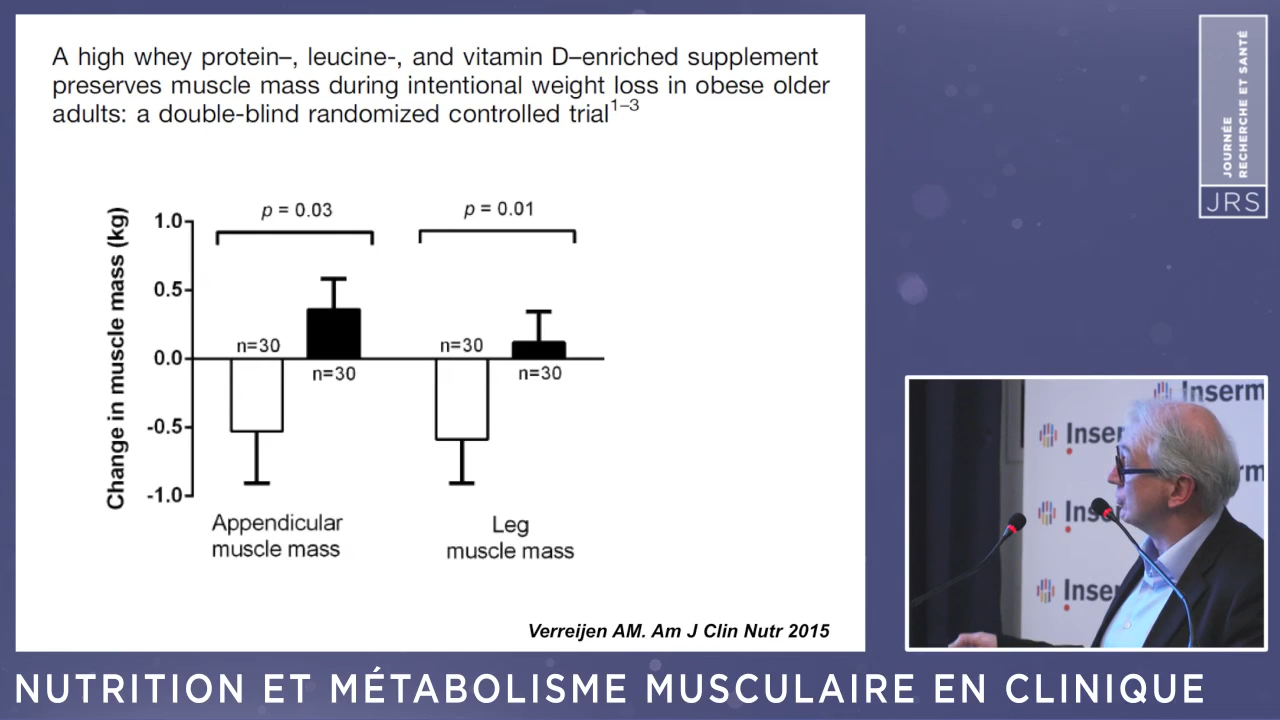 A high whey protein–, leucine-, and vitamin D–enriched supplement
preserves muscle mass during intentional weight loss in obese older
adults: a double-blind randomized controlled trial1–3
Change in muscle mass (kg)
1.0
0.5
0.0
-0.5
-1.0
p = 0.03
p = 0.01
n=30
n=30
n=30
n=30
Appendicular
muscle mass
Leg
muscle mass
Verreijen AM. Am J Clin Nutr 2015
JOURNÉE
RECHERCHE ET SANTÉ
JRS
Inserm
Inser
Inse
NUTRITION ET MÉTABOLISME MUSCULAIRE EN CLINIQUE